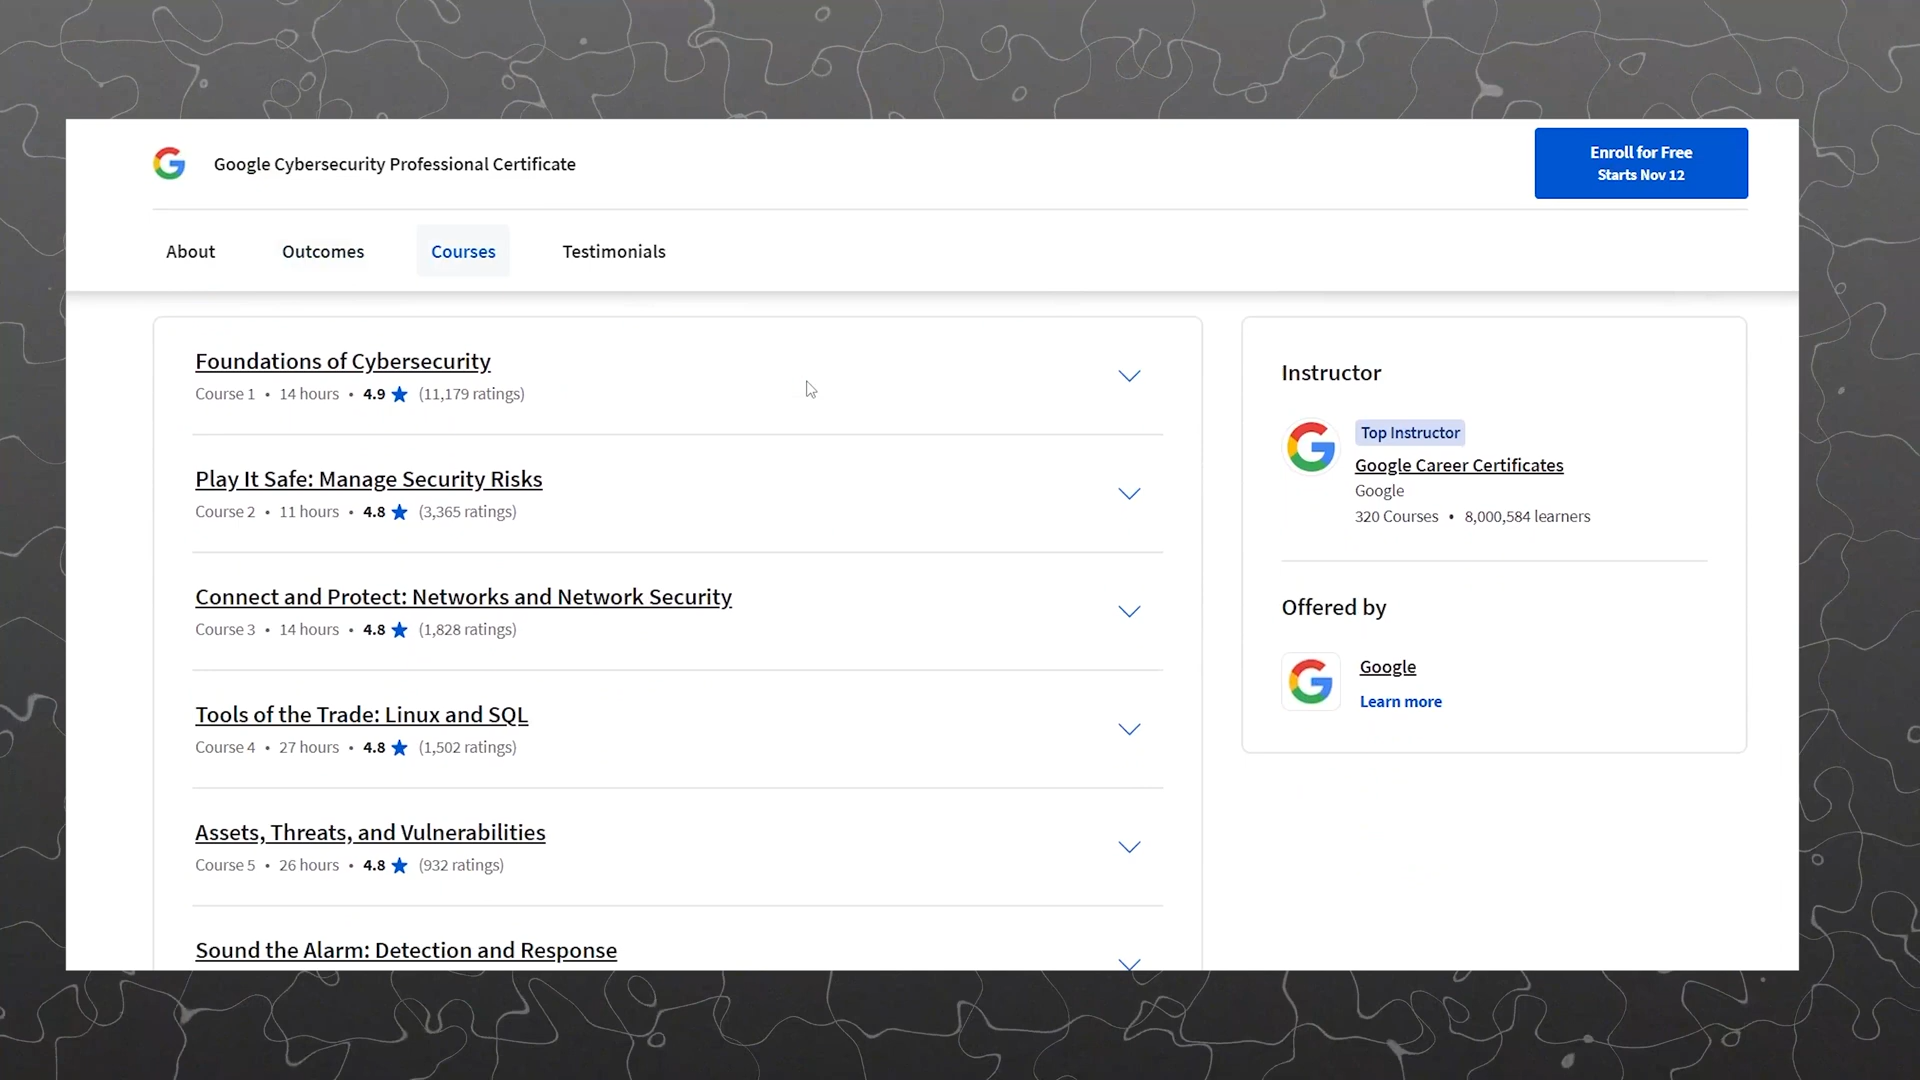 Google Cybersecurity Professional Certificate
Enroll for Free
Starts Nov 12
About
Outcomes
Courses
Testimonials
Foundations of Cybersecurity
Course 1 • 14 hours • 4.9 ★ (11,179 ratings)
Play It Safe: Manage Security Risks
Course 2 • 11 hours • 4.8 ★ (3,365 ratings)
Connect and Protect: Networks and Network Security
Course 3 • 14 hours • 4.8 ★ (1,828 ratings)
Tools of the Trade: Linux and SQL
Course 4 • 27 hours • 4.8 ★ (1,502 ratings)
Assets, Threats, and Vulnerabilities
Course 5 • 26 hours • 4.8 ★ (932 ratings)
Sound the Alarm: Detection and Response
Instructor
Top Instructor
Google Career Certificates
Google
320 Courses • 8,000,584 learners
Offered by
Google
Learn more